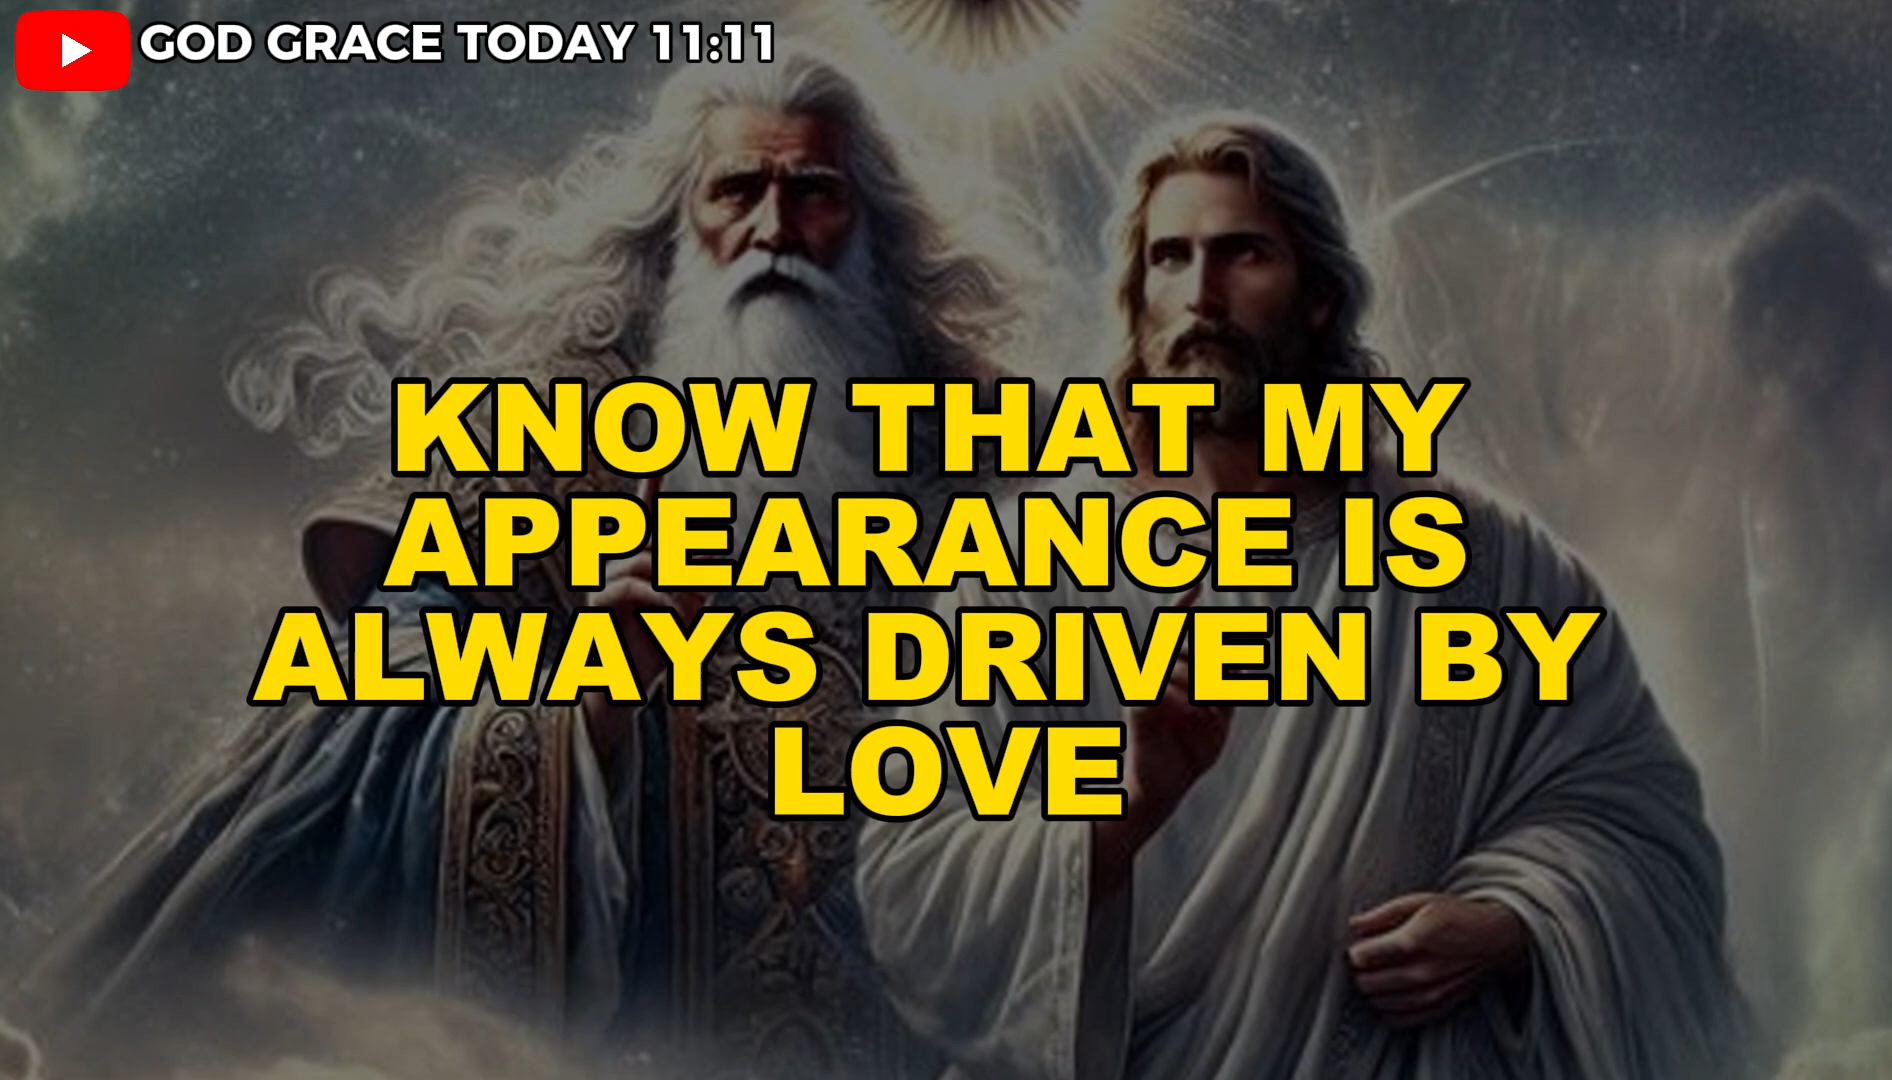 GOD GRACE TODAY 11:11
KNOW THAT MY
APPEARANCE IS
ALWAYS DRIVEN BY
LOVE